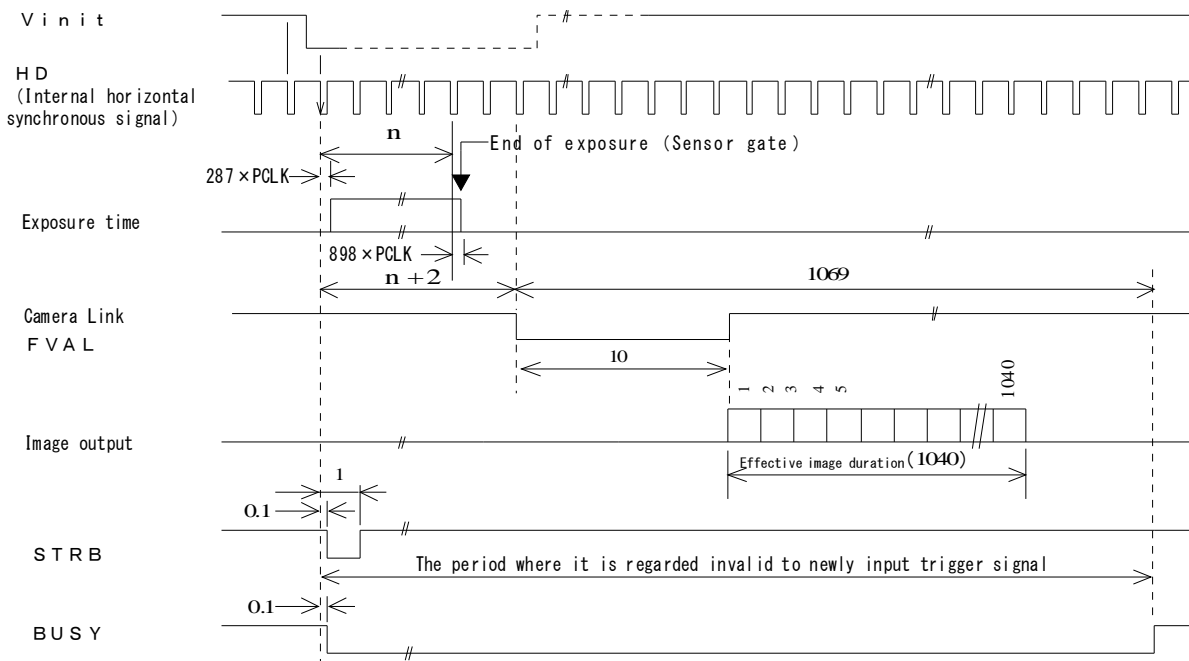 Vinit
HD
(Internal horizontal
synchronous signal)
n
End of exposure (Sensor gate)
287×PCLK
Exposure time
898×PCLK
n+2
1069
Camera Link
FVAL
10
1 2 3 4 5 1040
Image output
Effective image duration(1040)
1
0.1
STRB
The period where it is regarded invalid to newly input trigger signal
0.1
BUSY